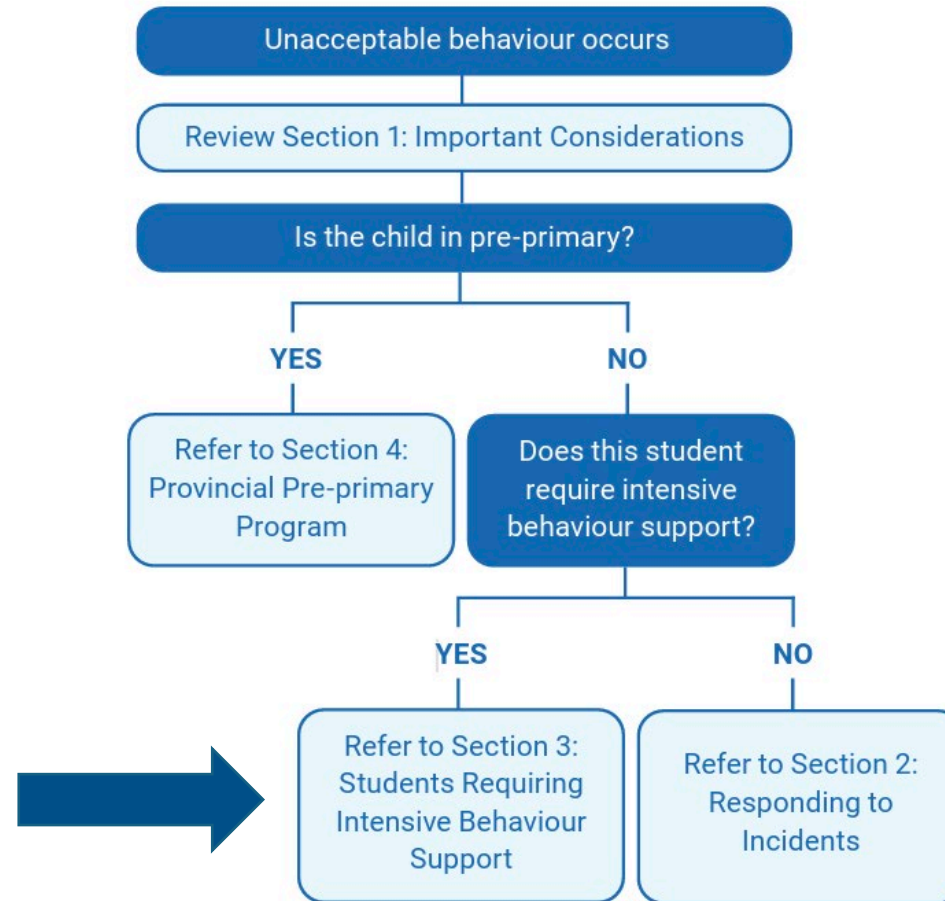 Unacceptable behaviour occurs
Review Section 1: Important Considerations
Is the child in pre-primary?
YES
NO
Refer to Section 4:
Provincial Pre-primary
Program
Does this student
require intensive
behaviour support?
YES
NO
Refer to Section 3:
Students Requiring
Intensive Behaviour
Support
Refer to Section 2:
Responding to
Incidents